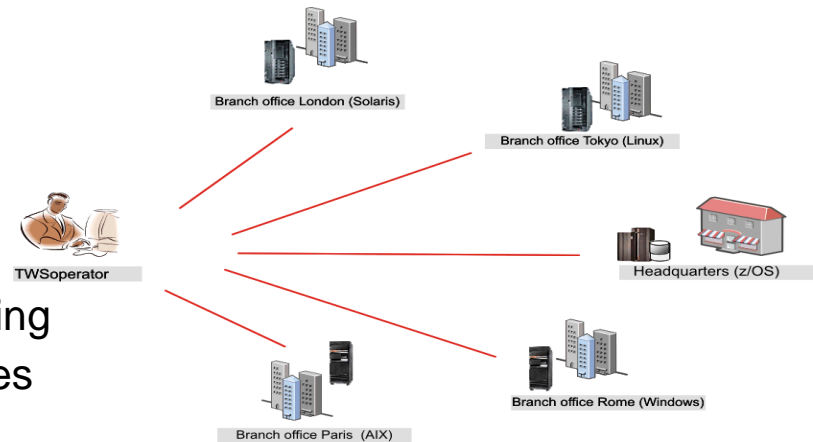 Branch office London (Solaris)
Branch office Tokyo (Linux)
TWSoperator
Headquarters (z/OS)
ing
es
Branch office Rome (Windows)
Branch office Paris (AIX)